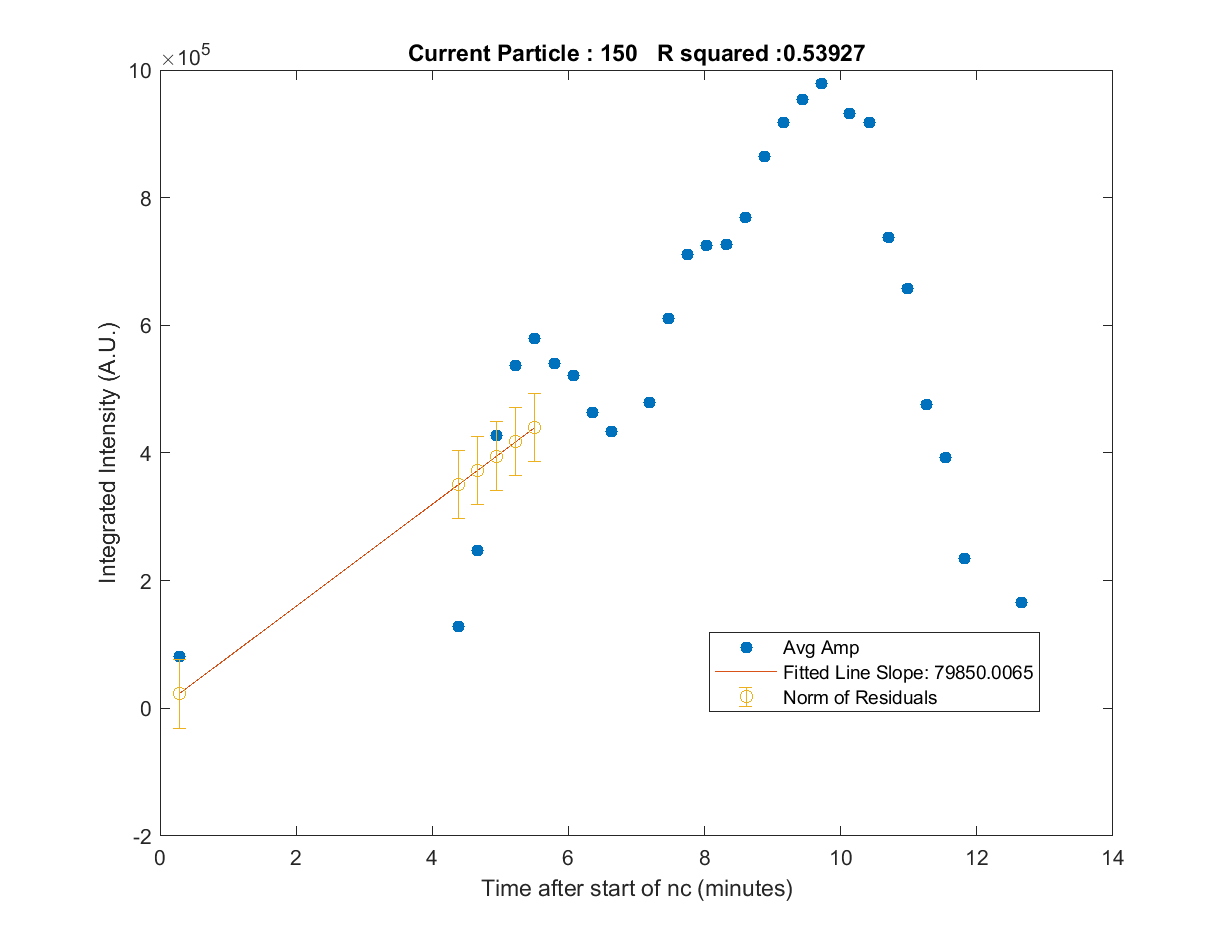 Current Particle : 150 R squared :0.53927
×10^5
10
8
6
4
2
0
-2
0 2 4 6 8 10 12 14
Integrated Intensity (A.U.)
Time after start of nc (minutes)
Avg Amp
Fitted Line Slope: 79850.0065
Norm of Residuals